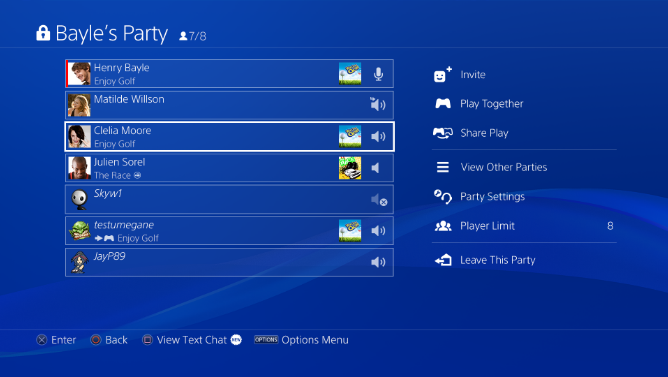 Bayle's Party 7/8
Henry Bayle
Enjoy Golf
Matilde Willson
Clelia Moore
Enjoy Golf
Julien Sorel
The Race
Skyw1
testumegane
Enjoy Golf
JayP89
Invite
Play Together
Share Play
View Other Parties
Party Settings
Player Limit 8
Leave This Party
Enter Back View Text Chat NEW OPTIONS Options Menu